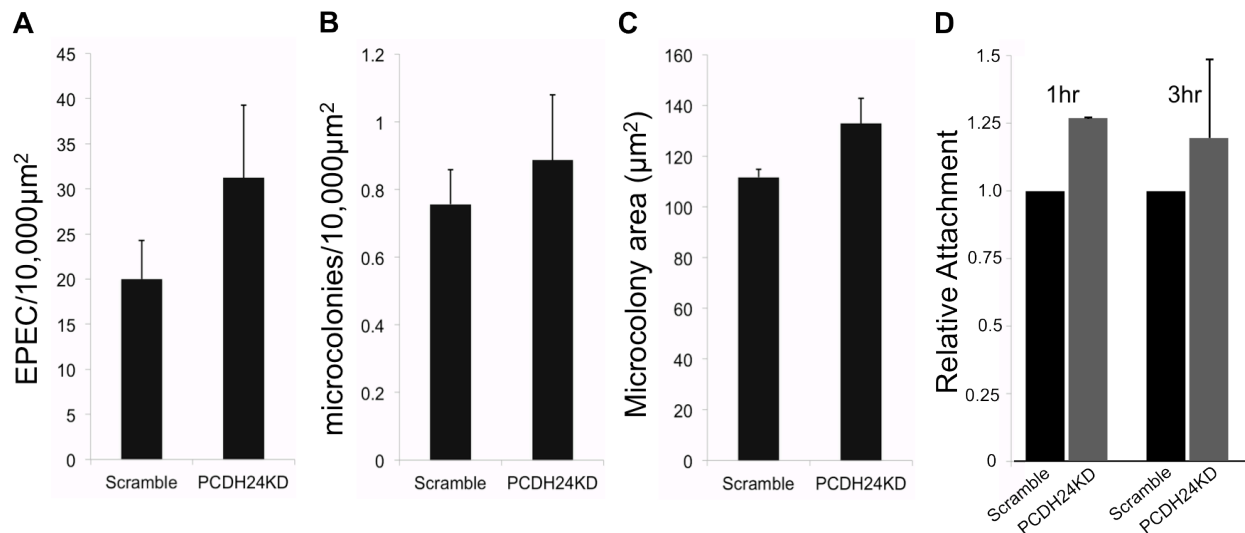 A
EPEC/10,000µm²
45
40
35
30
25
20
15
10
5
0
Scramble PCDH24KD
B
microcolonies/10,000µm²
1.2
1
0.8
0.6
0.4
0.2
0
Scramble PCDH24KD
C
Microcolony area (µm²)
160
140
120
100
80
60
40
20
0
Scramble PCDH24KD
D
Relative Attachment
1.5
1.25
1.0
0.75
0.5
0.25
0
1hr
3hr
Scramble
PCDH24KD
Scramble
PCDH24KD